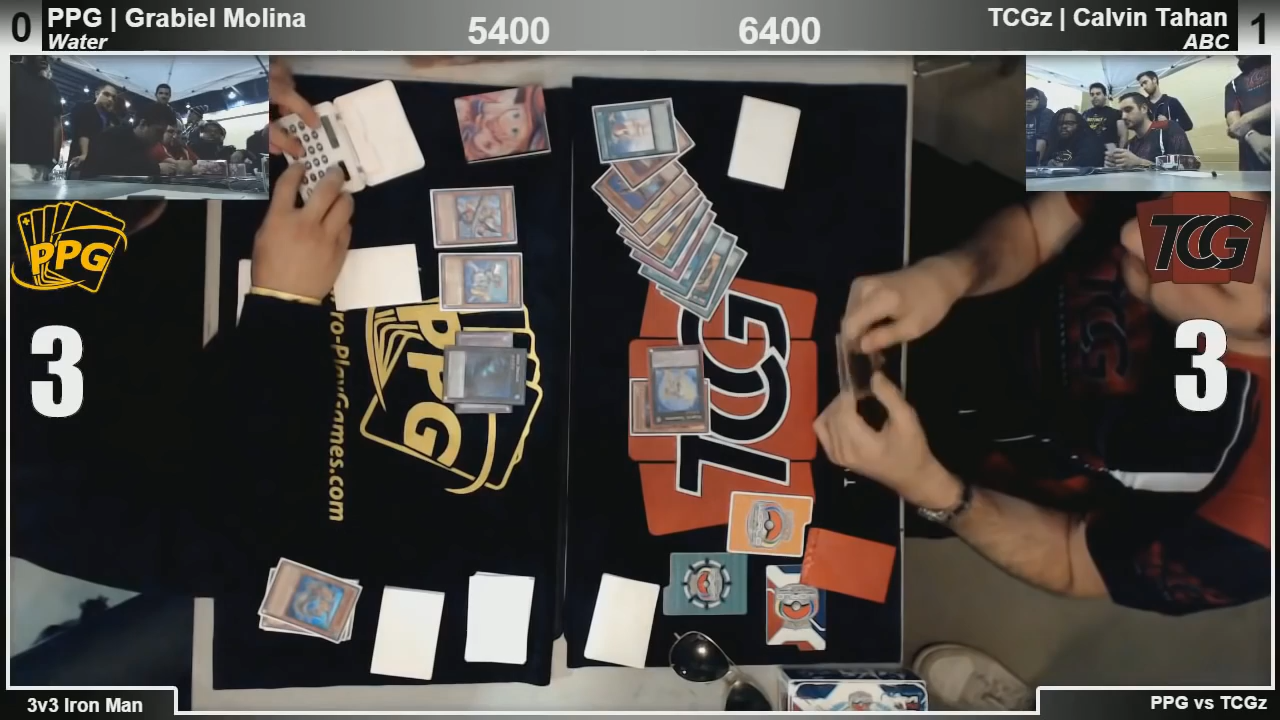 0
PPG | Grabiel Molina
Water
5400
6400
TCGz | Calvin Tahan
ABC
1
PPG
3
ro-PlayGames.com
PPG
TCG
TCG
3
3v3 Iron Man
PPG vs TCGz